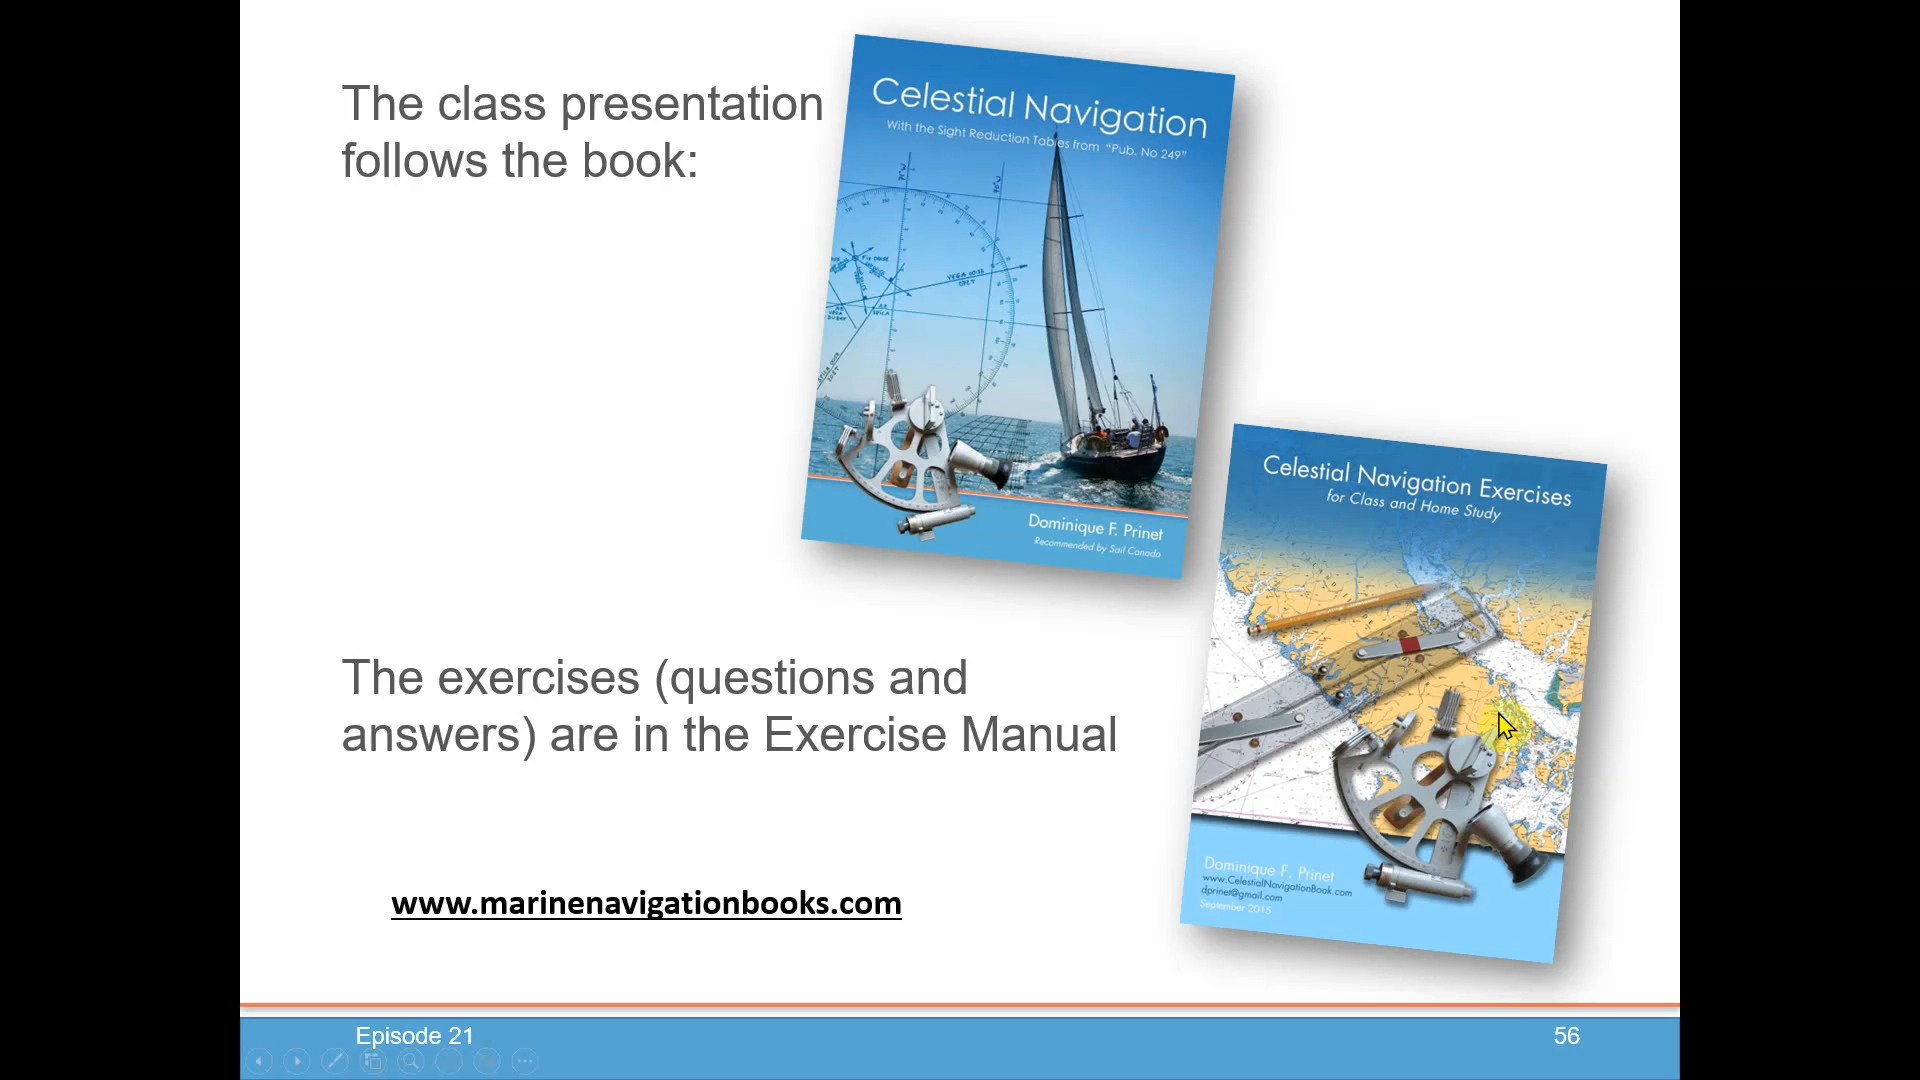 The class presentation
follows the book:
Celestial Navigation
With the Sight Reduction Tables from "Pub. No 249"
VEGA
Dominique F. Prinet
Recommended by Sail Canada
Celestial Navigation Exercises
for Class and Home Study
The exercises (questions and
answers) are in the Exercise Manual
Dominique F. Prinet
www.CelestialNavigationBook.com
dprinet@gmail.com
September 2015
www.marinenavigationbooks.com
Episode 21
56